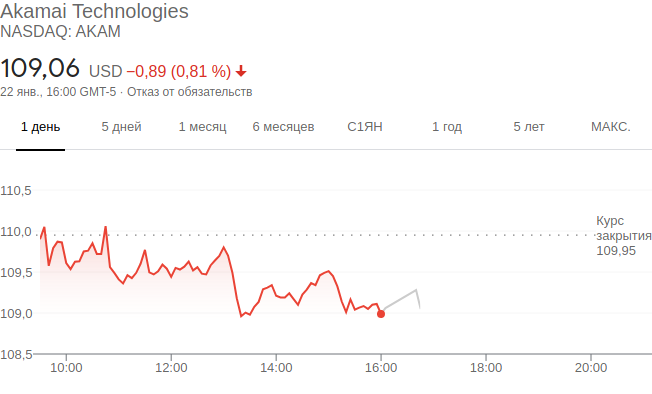 Akamai Technologies
NASDAQ: AKAM
109,06 USD −0,89 (0,81 %)
22 янв., 16:00 GMT-5 · Отказ от обязательств
1 день 5 дней 1 месяц 6 месяцев С1ЯН 1 год 5 лет МАКС.
110,5
Курс
закрытия
109,95
110,0
109,5
109,0
108,5
10:00 12:00 14:00 16:00 18:00 20:00